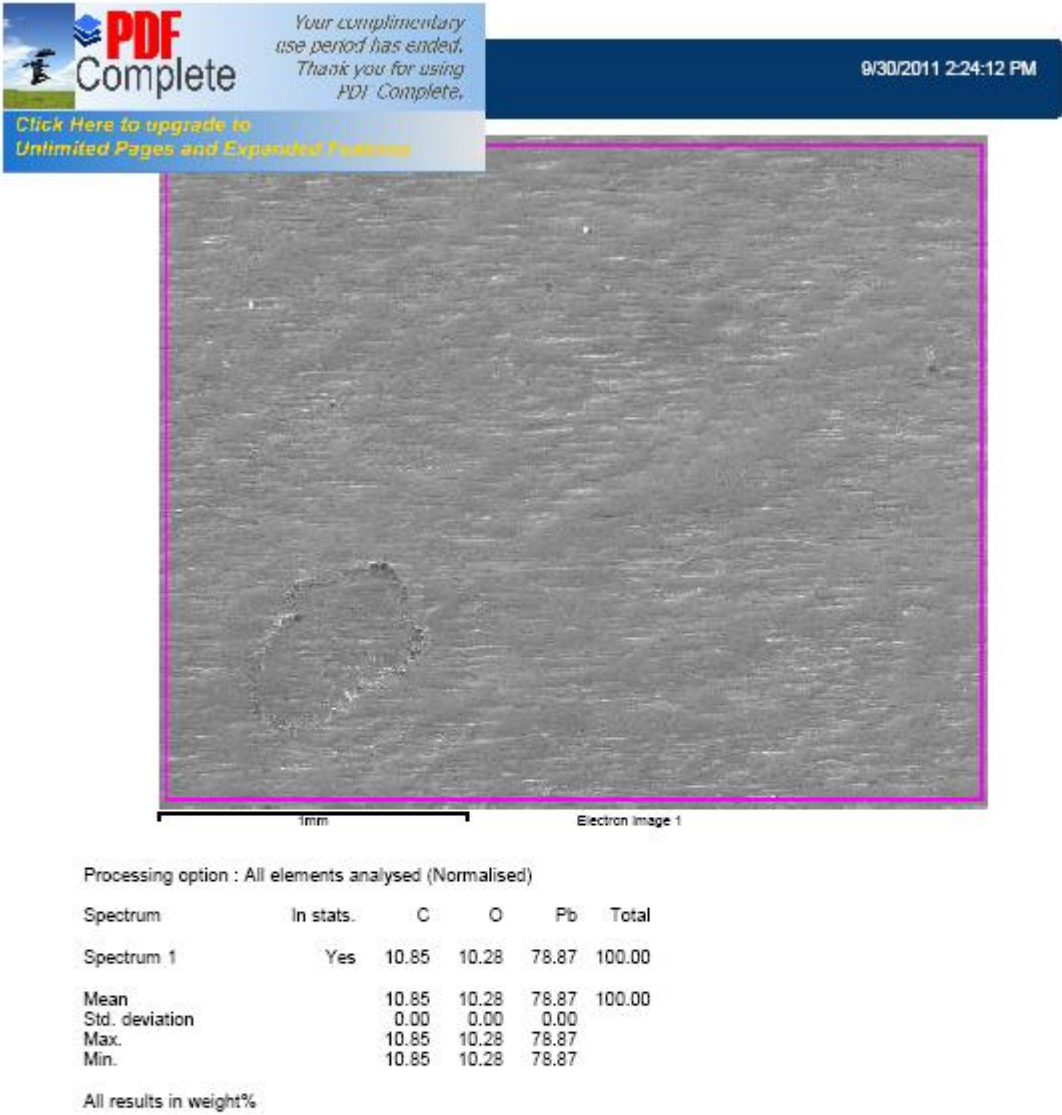 PDF
Complete
Your complimentary
use period has ended.
Thank you for using
PDF Complete.
Click Here to upgrade to
Unlimited Pages and Expanded Features
9/30/2011 2:24:12 PM
1mm
Electron Image 1
Processing option : All elements analysed (Normalised)
Spectrum In stats. C O Pb Total
Spectrum 1 Yes 10.85 10.28 78.87 100.00
Mean 10.85 10.28 78.87 100.00
Std. deviation 0.00 0.00 0.00
Max. 10.85 10.28 78.87
Min. 10.85 10.28 78.87
All results in weight%